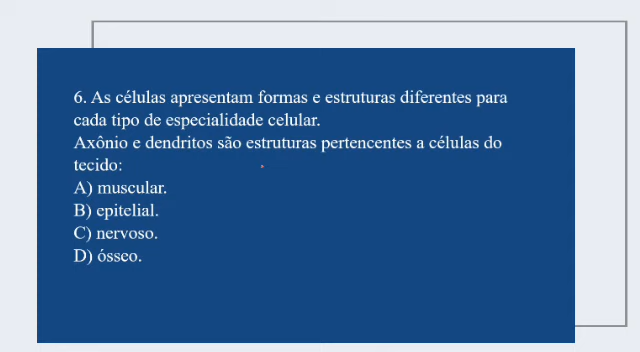 6. As células apresentam formas e estruturas diferentes para
cada tipo de especialidade celular.
Axônio e dendritos são estruturas pertencentes a células do
tecido:
A) muscular.
B) epitelial.
C) nervoso.
D) ósseo.